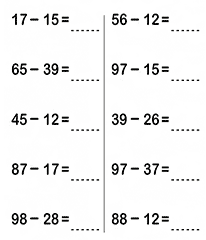 17 − 15 = ......
65 − 39 = ......
45 − 12 = ......
87 − 17 = ......
98 − 28 = ......
56 − 12 = ......
97 − 15 = ......
39 − 26 = ......
97 − 37 = ......
88 − 12 = ......